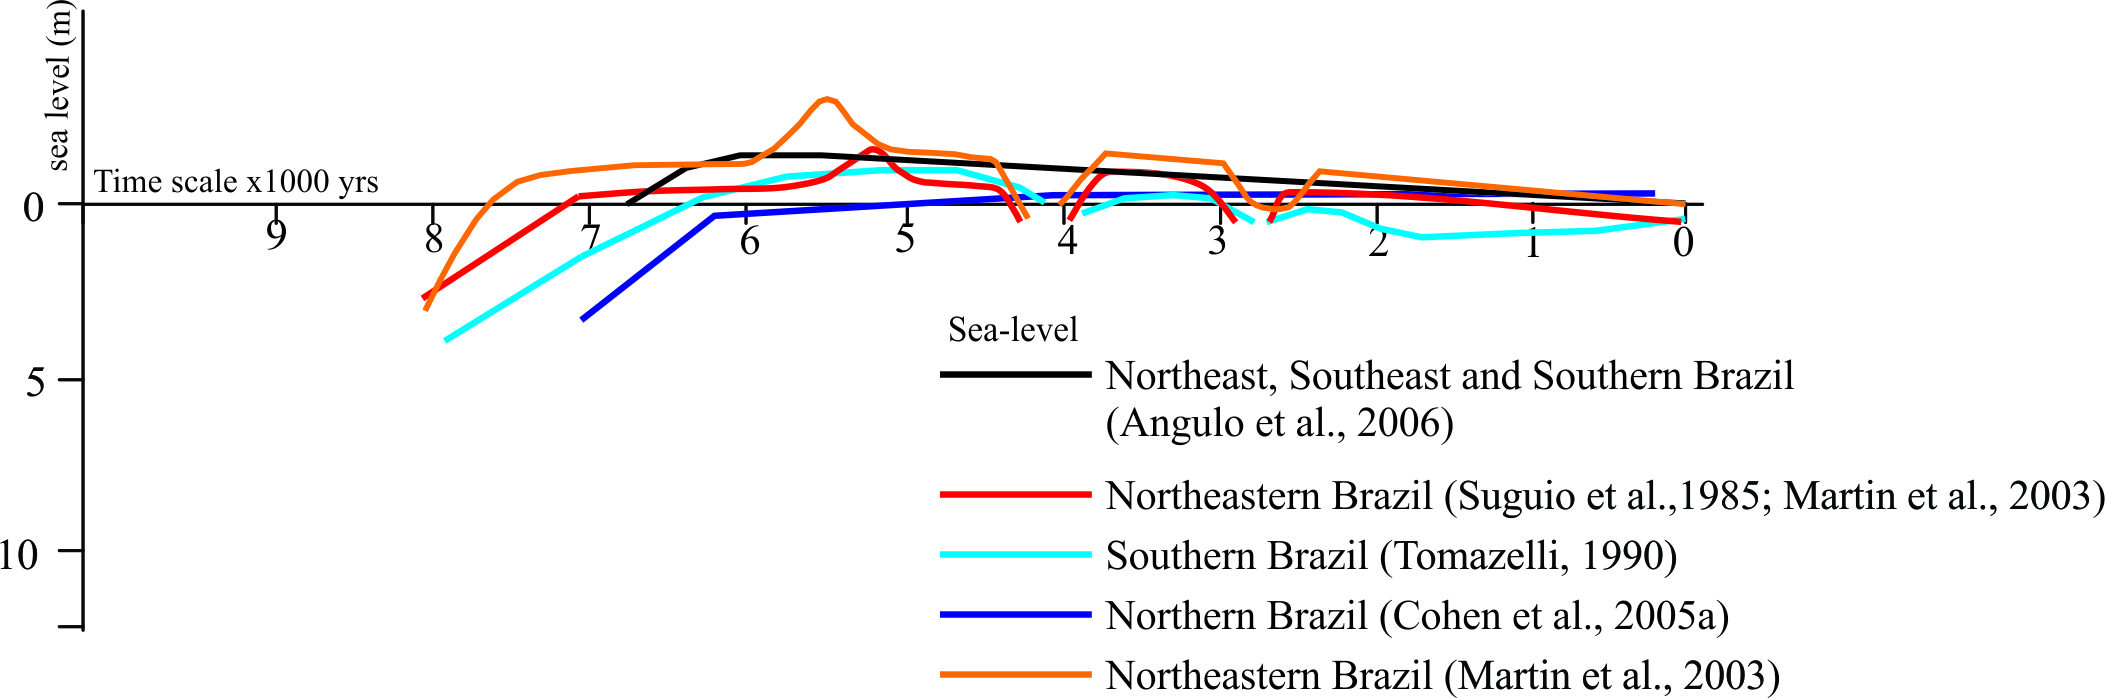 sea level (m)
Time scale x1000 yrs
0
9 8 7 6 5 4 3 2 1 0
5
10
Sea-level
Northeast, Southeast and Southern Brazil
(Angulo et al., 2006)
Northeastern Brazil (Suguio et al.,1985; Martin et al., 2003)
Southern Brazil (Tomazelli, 1990)
Northern Brazil (Cohen et al., 2005a)
Northeastern Brazil (Martin et al., 2003)